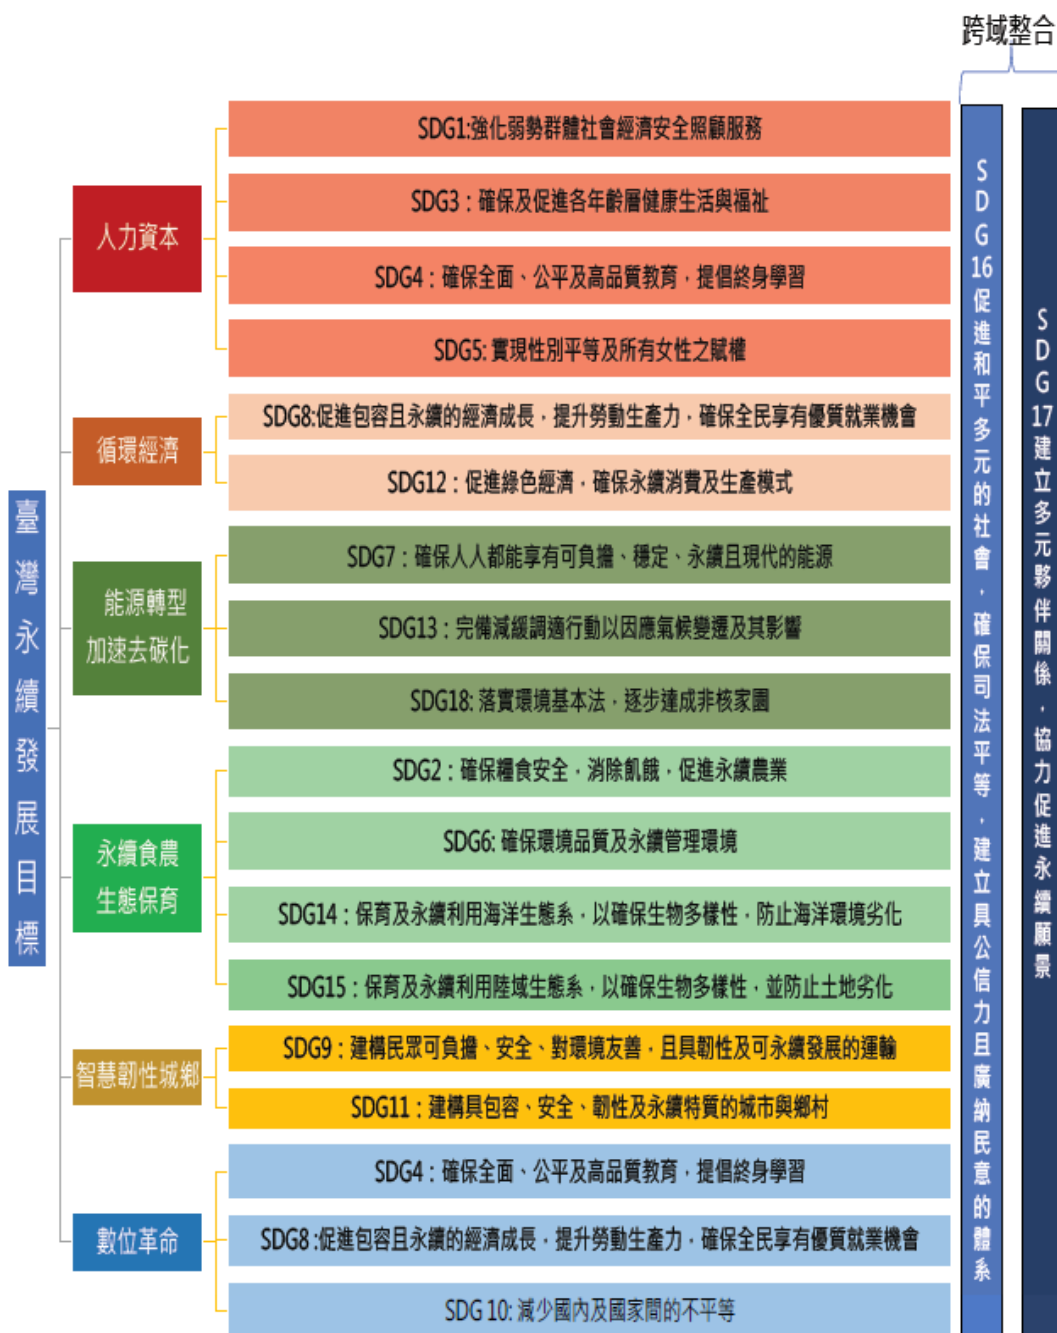 跨域整合
臺灣永續發展目標
人力資本
SDG1:強化弱勢群體社會經濟安全照顧服務
SDG3：確保及促進各年齡層健康生活與福祉
SDG4：確保全面、公平及高品質教育，提倡終身學習
SDG5: 實現性別平等及所有女性之賦權
循環經濟
SDG8:促進包容且永續的經濟成長，提升勞動生產力，確保全民享有優質就業機會
SDG12：促進綠色經濟，確保永續消費及生產模式
能源轉型
加速去碳化
SDG7：確保人人都能享有可負擔、穩定、永續且現代的能源
SDG13：完備減緩調適行動以因應氣候變遷及其影響
SDG18: 落實環境基本法，逐步達成非核家園
永續食農
生態保育
SDG2：確保糧食安全，消除飢餓，促進永續農業
SDG6: 確保環境品質及永續管理環境
SDG14：保育及永續利用海洋生態系，以確保生物多樣性，防止海洋環境劣化
SDG15：保育及永續利用陸域生態系，以確保生物多樣性，並防止土地劣化
智慧韌性城鄉
SDG9：建構民眾可負擔、安全、對環境友善，且具韌性及可永續發展的運輸
SDG11：建構具包容、安全、韌性及永續特質的城市與鄉村
數位革命
SDG4：確保全面、公平及高品質教育，提倡終身學習
SDG8 :促進包容且永續的經濟成長，提升勞動生產力，確保全民享有優質就業機會
SDG 10: 減少國內及國家間的不平等
SDG16促進和平多元的社會，確保司法平等，建立具公信力且廣納民意的體系
SDG17建立多元夥伴關係，協力促進永續願景